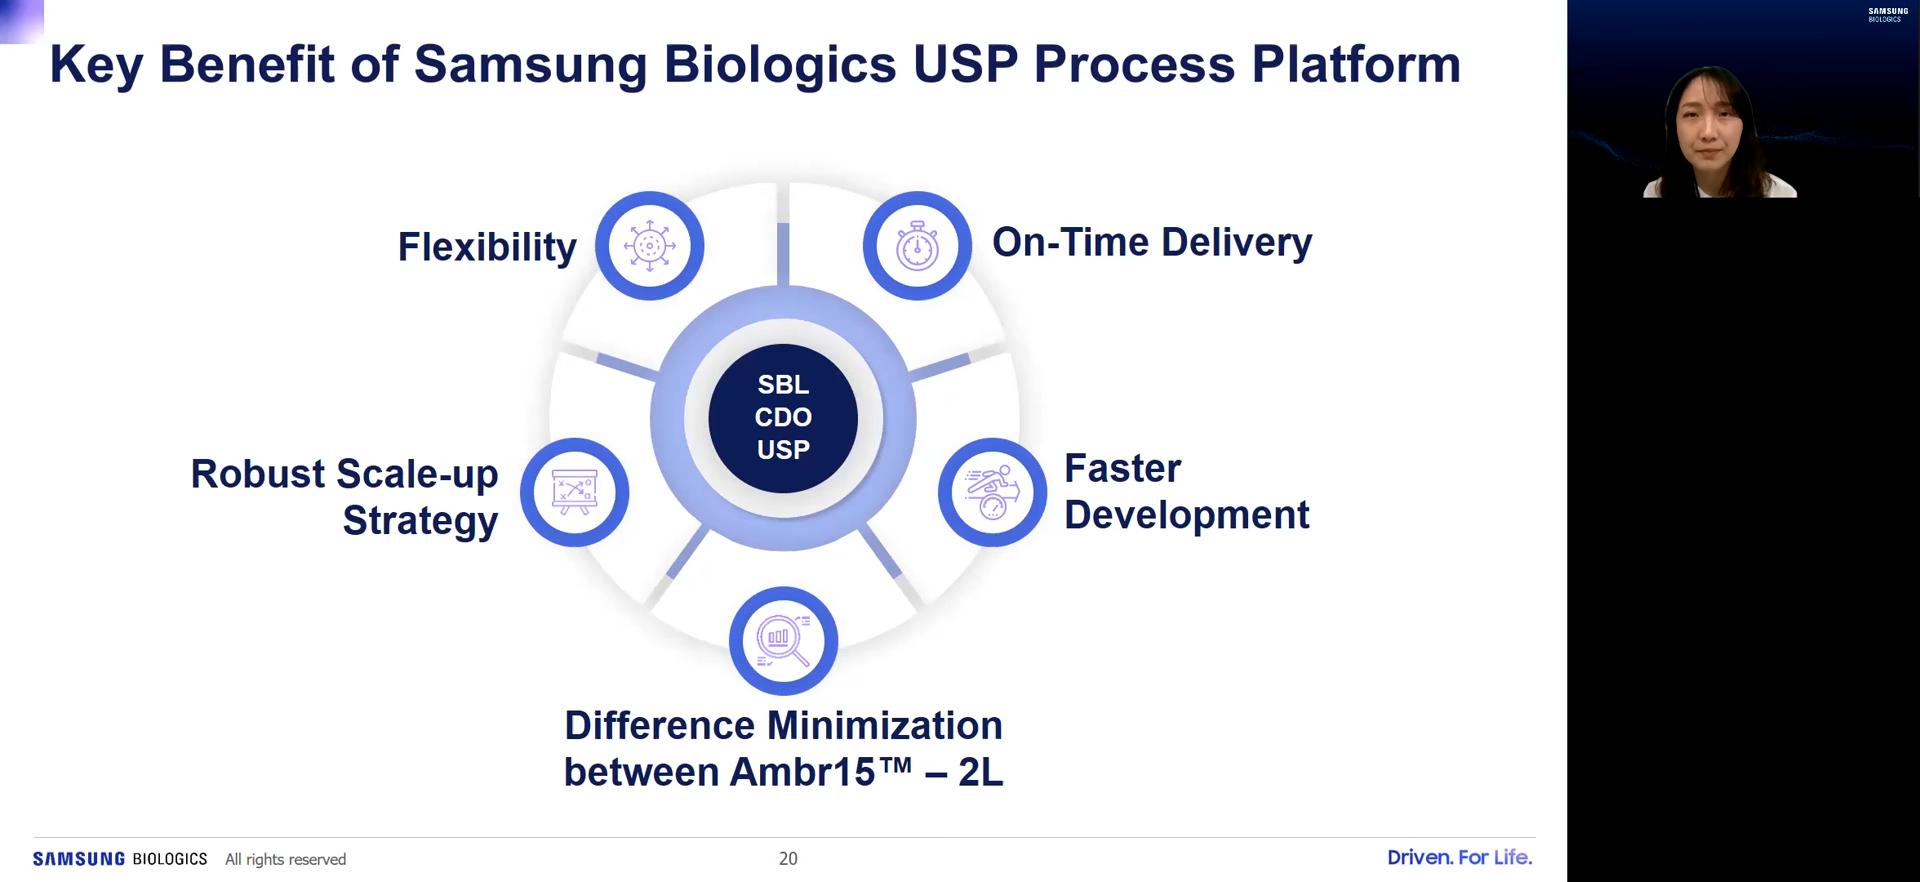 Key Benefit of Samsung Biologics USP Process Platform
SAMSUNG
BIOLOGICS
Flexibility
On-Time Delivery
SBL
CDO
USP
Robust Scale-up
Strategy
Faster
Development
Difference Minimization
between Ambr15™ – 2L
SAMSUNG BIOLOGICS All rights reserved
20
Driven. For Life.